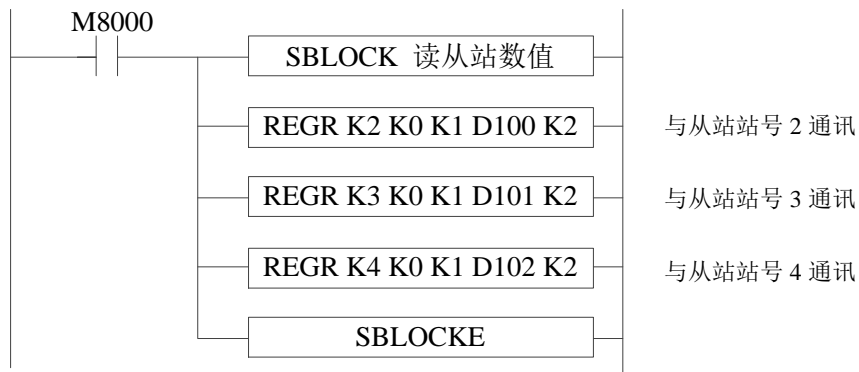 M8000
SBLOCK 读从站数值
REGR K2 K0 K1 D100 K2 与从站站号 2 通讯
REGR K3 K0 K1 D101 K2 与从站站号 3 通讯
REGR K4 K0 K1 D102 K2 与从站站号 4 通讯
SBLOCKE